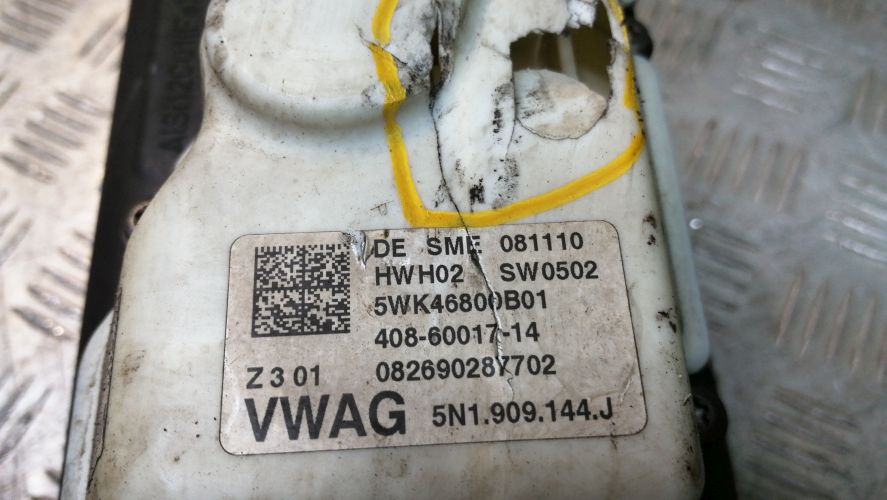 DE SME 081110
HWH02 SW0502
5WK46800B01
408-60017-14
Z 3 01 082690287702
VWAG 5N1.909.144.J